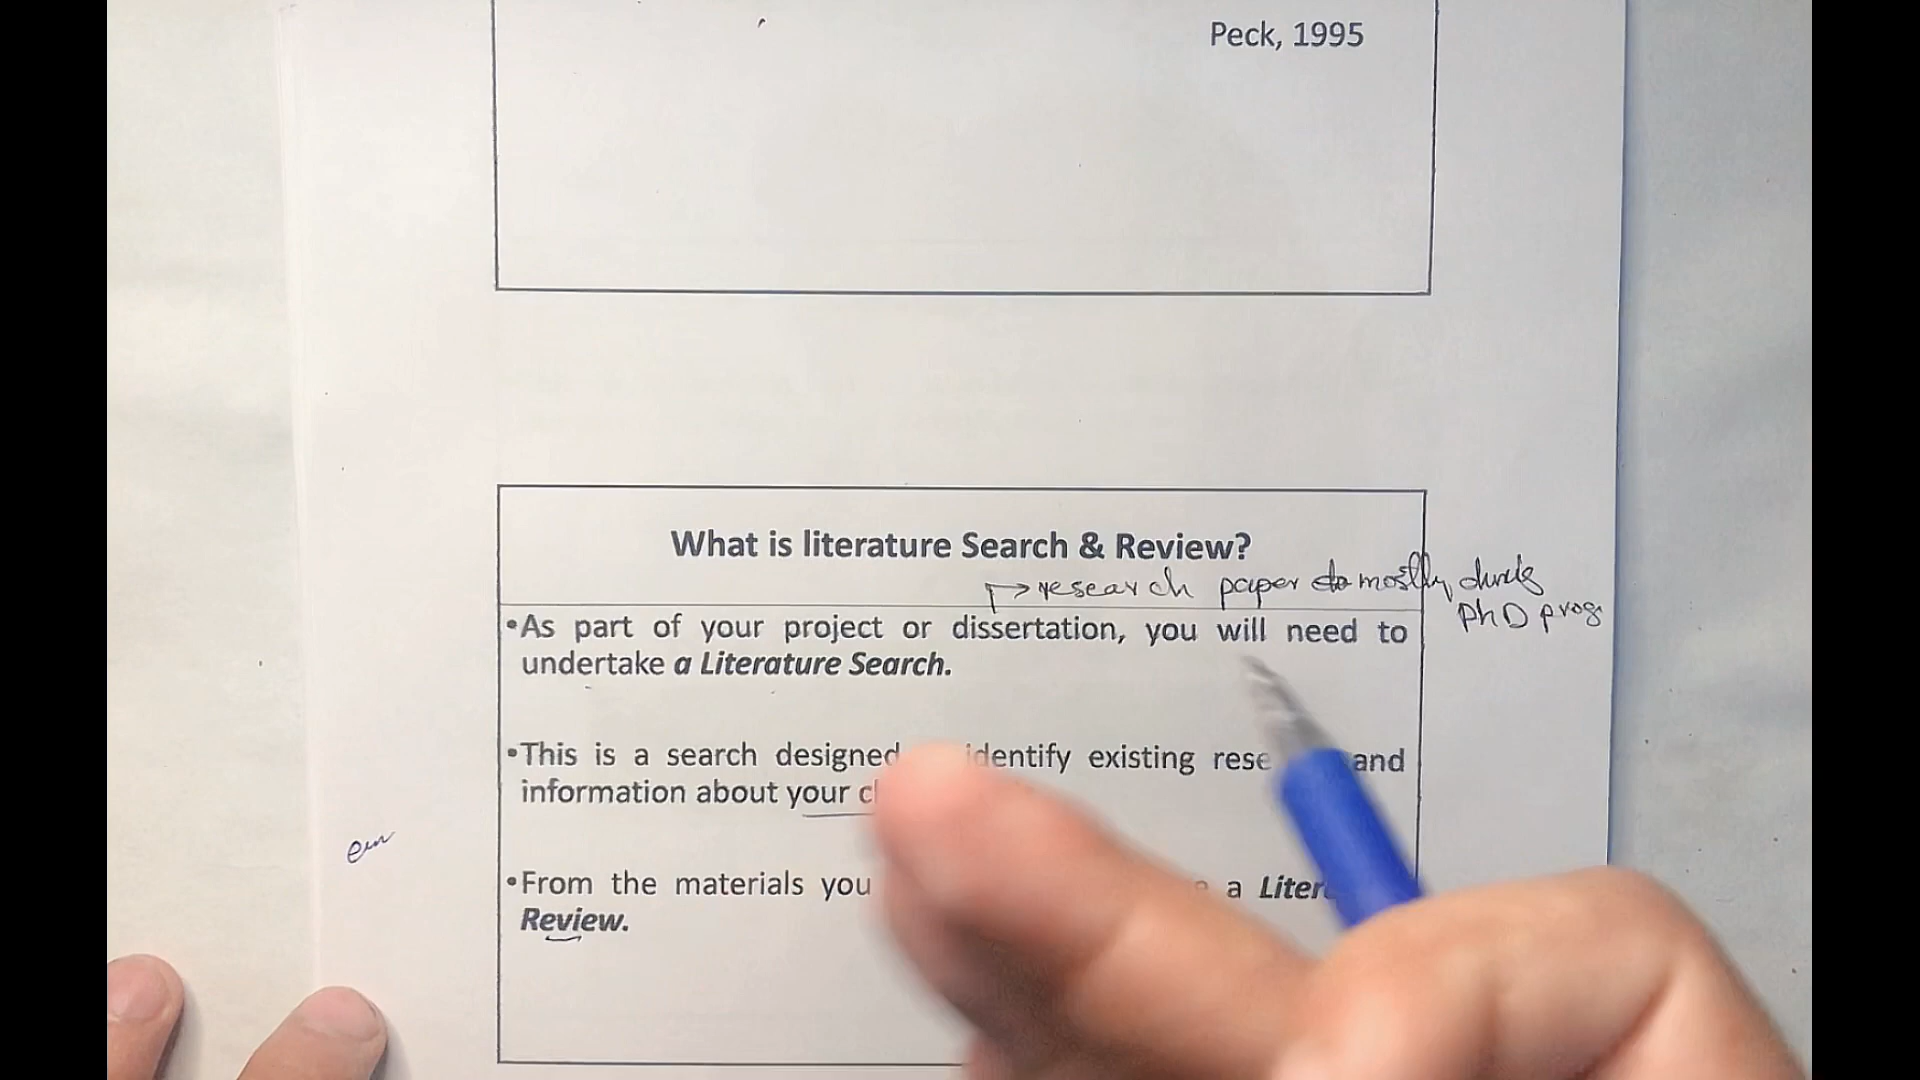 Peck, 1995
What is literature Search & Review?
research paper do mostly during
PhD prog
•As part of your project or dissertation, you will need to
undertake a Literature Search.
•This is a search designed identify existing and
information about your
•From the materials you a
Review.